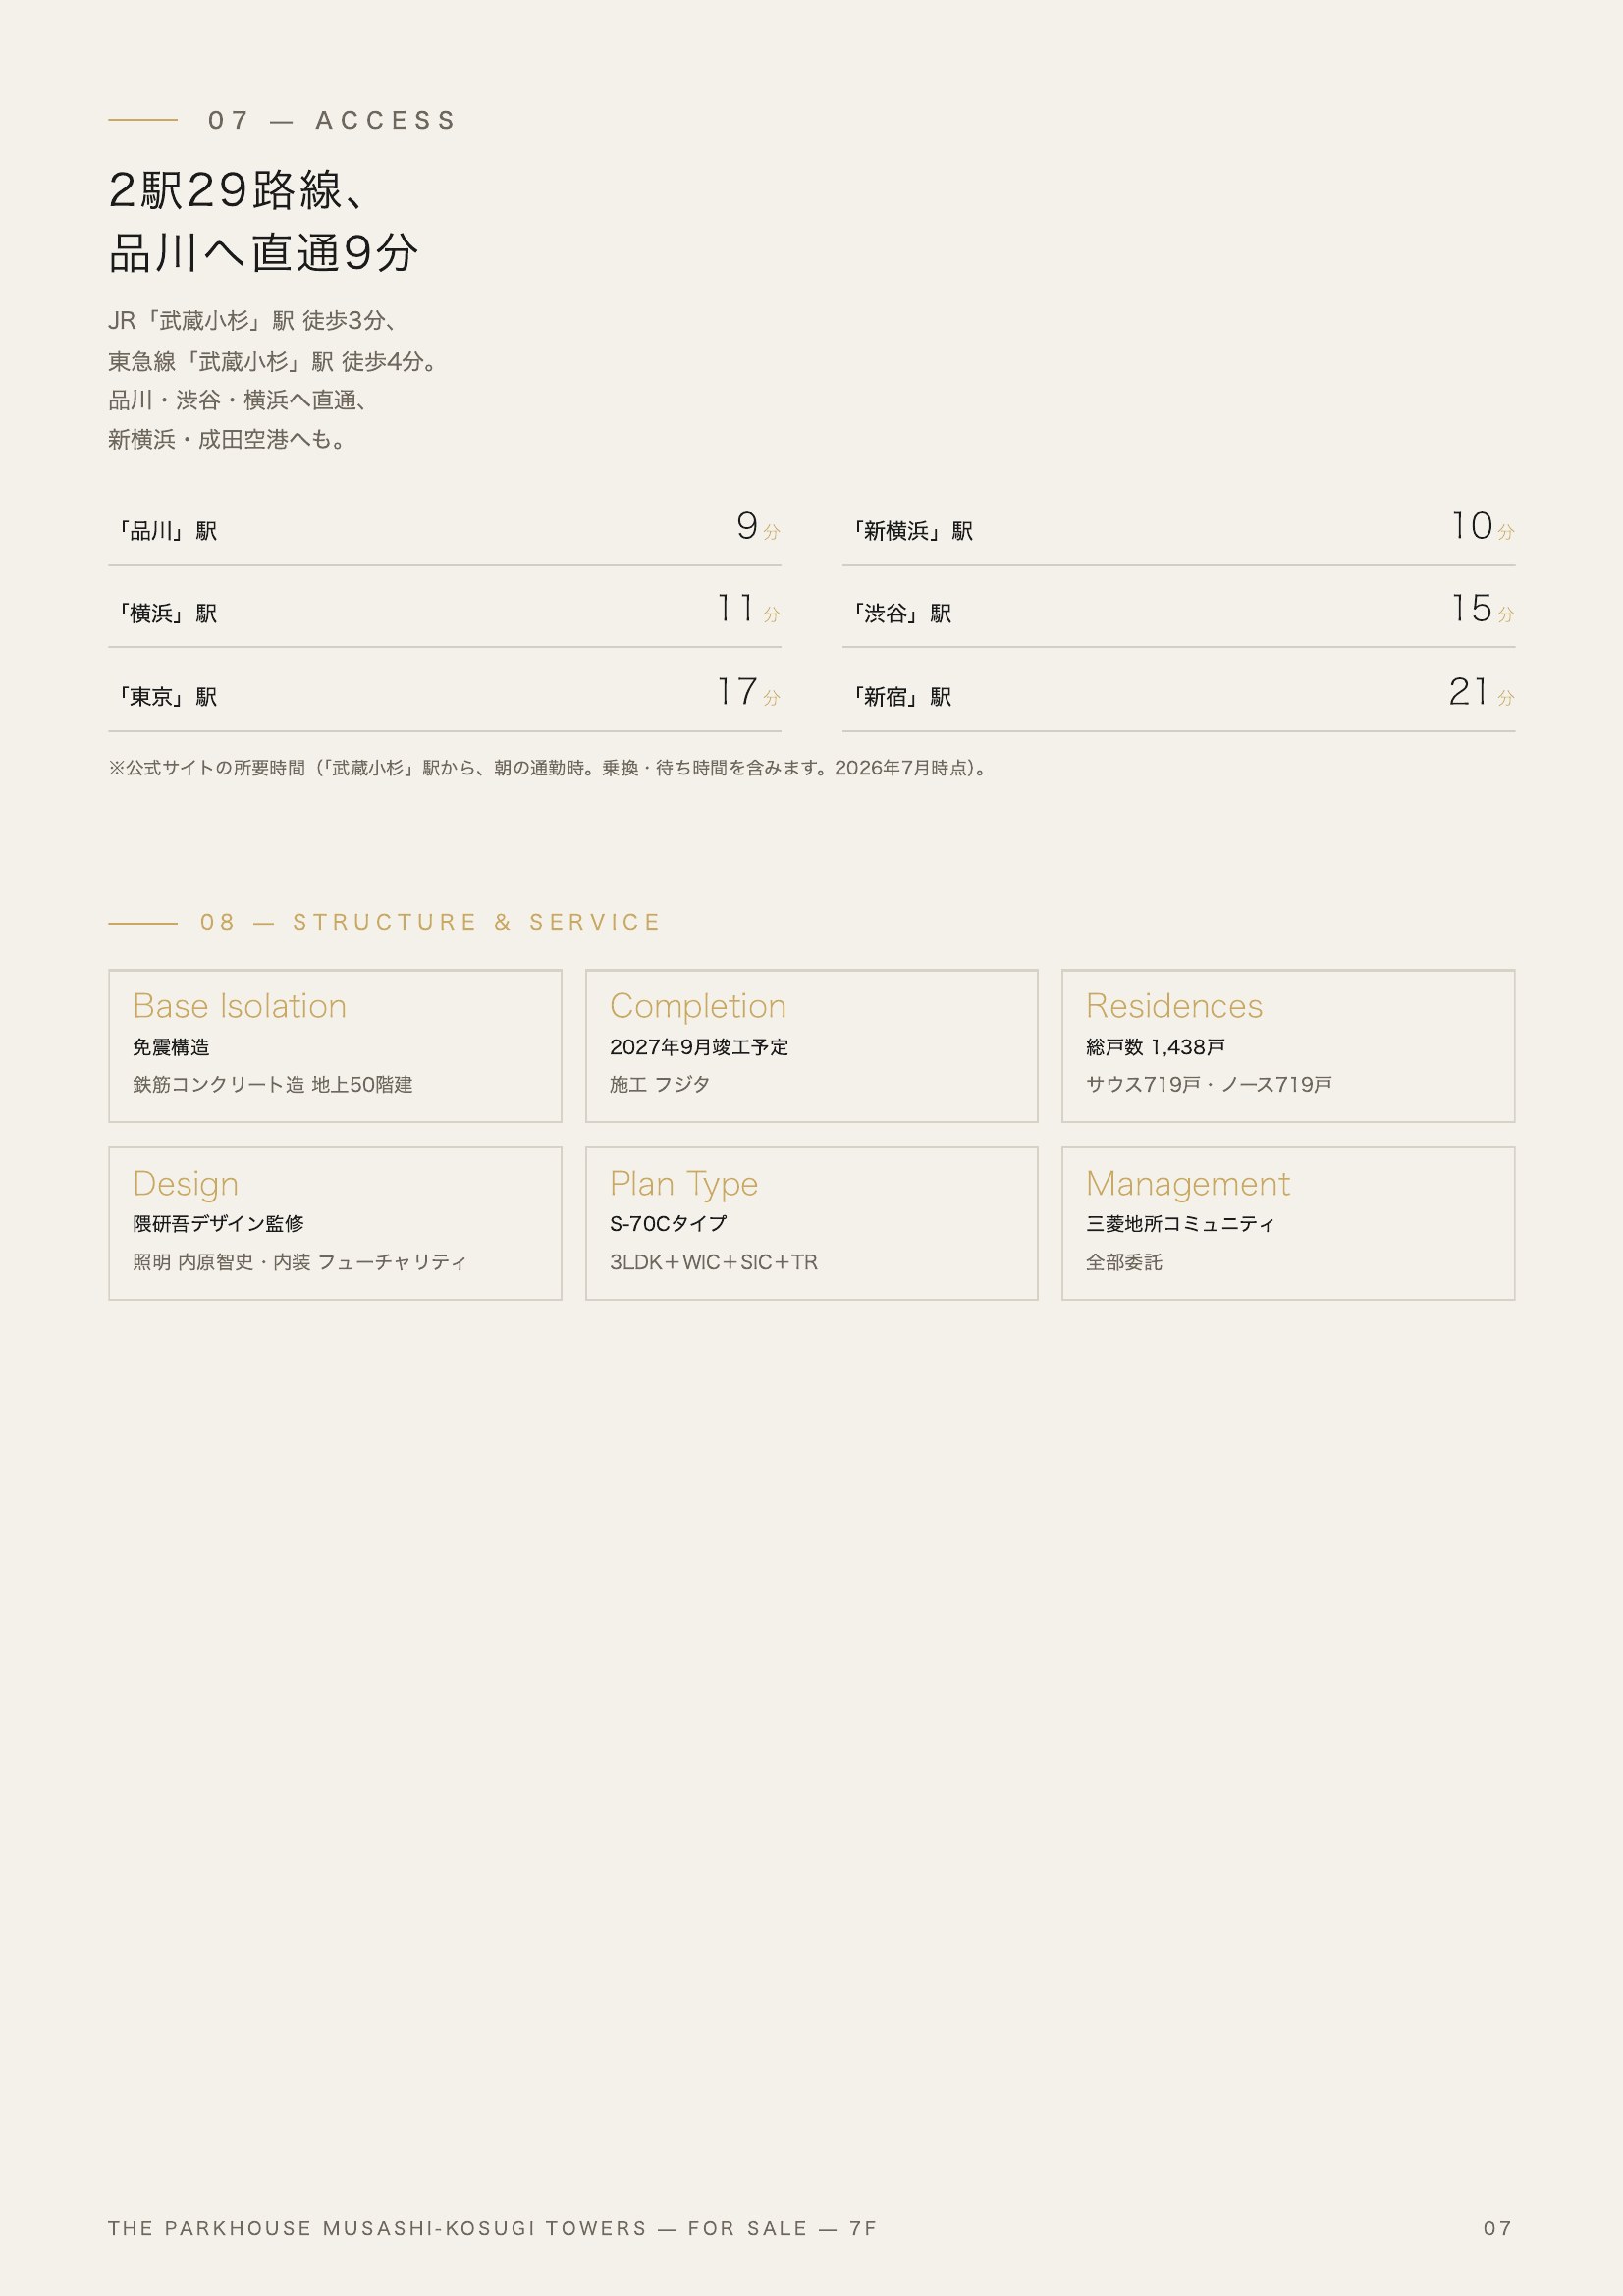 07 — ACCESS
2駅29路線、
品川へ直通9分
JR「武蔵小杉」駅 徒歩3分、
東急線「武蔵小杉」駅 徒歩4分。
品川・渋谷・横浜へ直通、
新横浜・成田空港へも。
「品川」駅 9分
「新横浜」駅 10分
「横浜」駅 11分
「渋谷」駅 15分
「東京」駅 17分
「新宿」駅 21分
※公式サイトの所要時間（「武蔵小杉」駅から、朝の通勤時。乗換・待ち時間を含みます。2026年7月時点）。
08 — STRUCTURE & SERVICE
Base Isolation
免震構造
鉄筋コンクリート造 地上50階建
Completion
2027年9月竣工予定
施工 フジタ
Residences
総戸数 1,438戸
サウス719戸・ノース719戸
Design
隈研吾デザイン監修
照明 内原智史・内装 フューチャリティ
Plan Type
S-70Cタイプ
3LDK＋WIC＋SIC＋TR
Management
三菱地所コミュニティ
全部委託
THE PARKHOUSE MUSASHI-KOSUGI TOWERS — FOR SALE — 7F
07